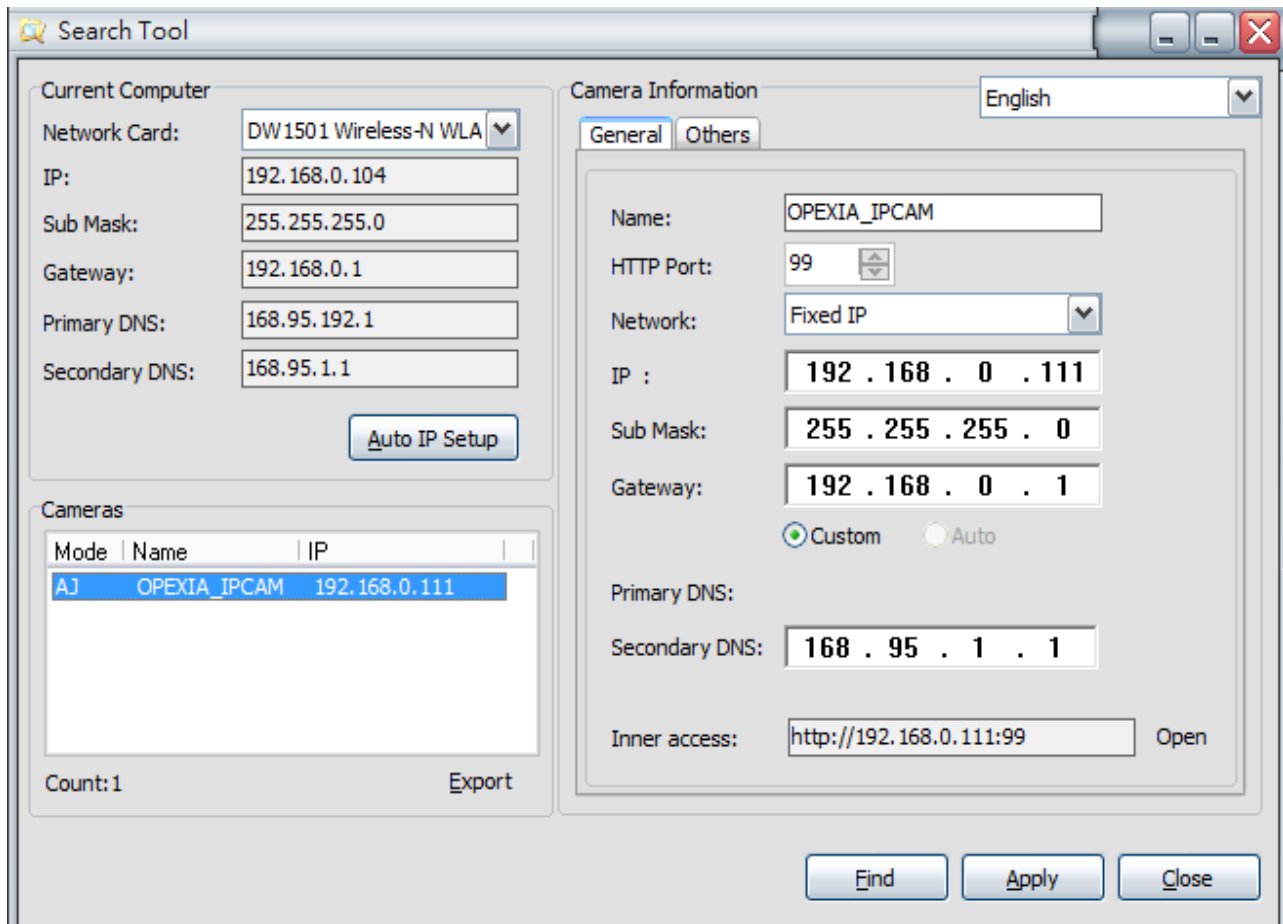 Search Tool
Current Computer
Network Card: DW1501 Wireless-N WLA
IP: 192.168.0.104
Sub Mask: 255.255.255.0
Gateway: 192.168.0.1
Primary DNS: 168.95.192.1
Secondary DNS: 168.95.1.1
Auto IP Setup
Cameras
Mode Name IP
AJ OPEXIA_IPCAM 192.168.0.111
Count:1 Export
Camera Information
English
General Others
Name: OPEXIA_IPCAM
HTTP Port: 99
Network: Fixed IP
IP : 192 . 168 . 0 . 111
Sub Mask: 255 . 255 . 255 . 0
Gateway: 192 . 168 . 0 . 1
Custom Auto
Primary DNS:
Secondary DNS: 168 . 95 . 1 . 1
Inner access: http://192.168.0.111:99 Open
Find Apply Close